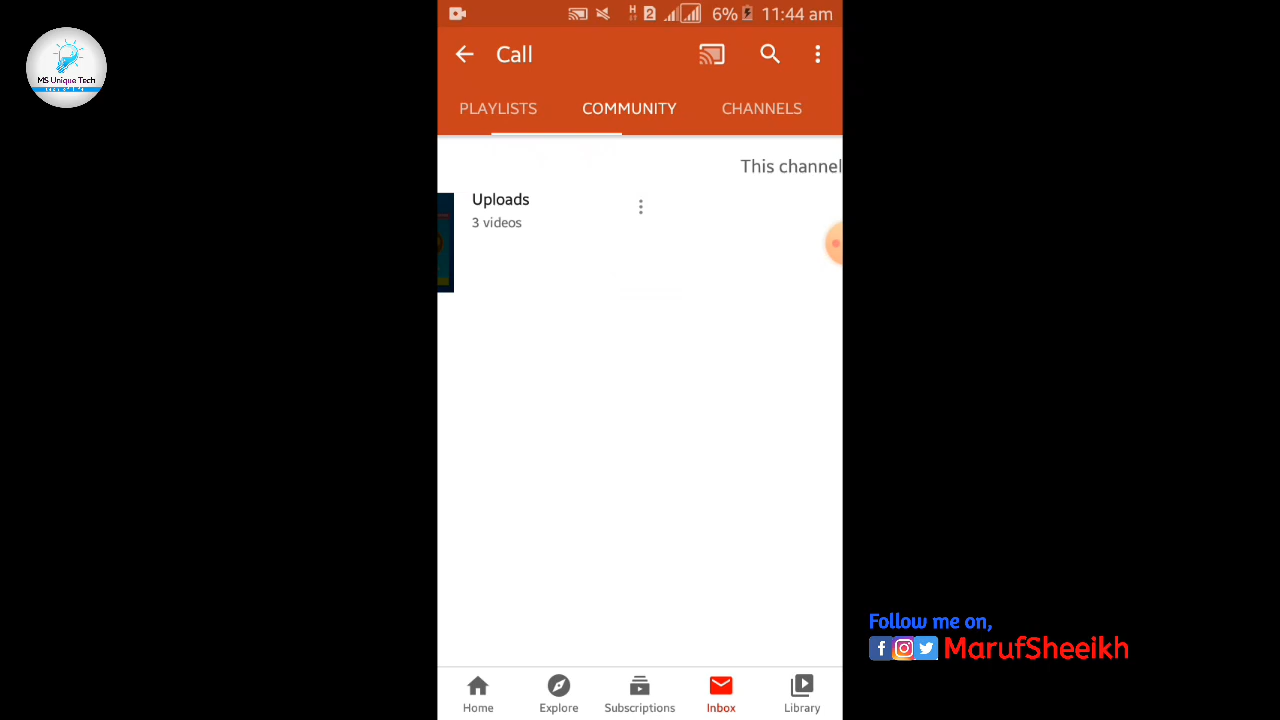 MS Unique Tech
6% 11:44 am
Call
PLAYLISTS COMMUNITY CHANNELS
This channel
Uploads
3 videos
Follow me on,
MarufSheeikh
Home Explore Subscriptions Inbox Library